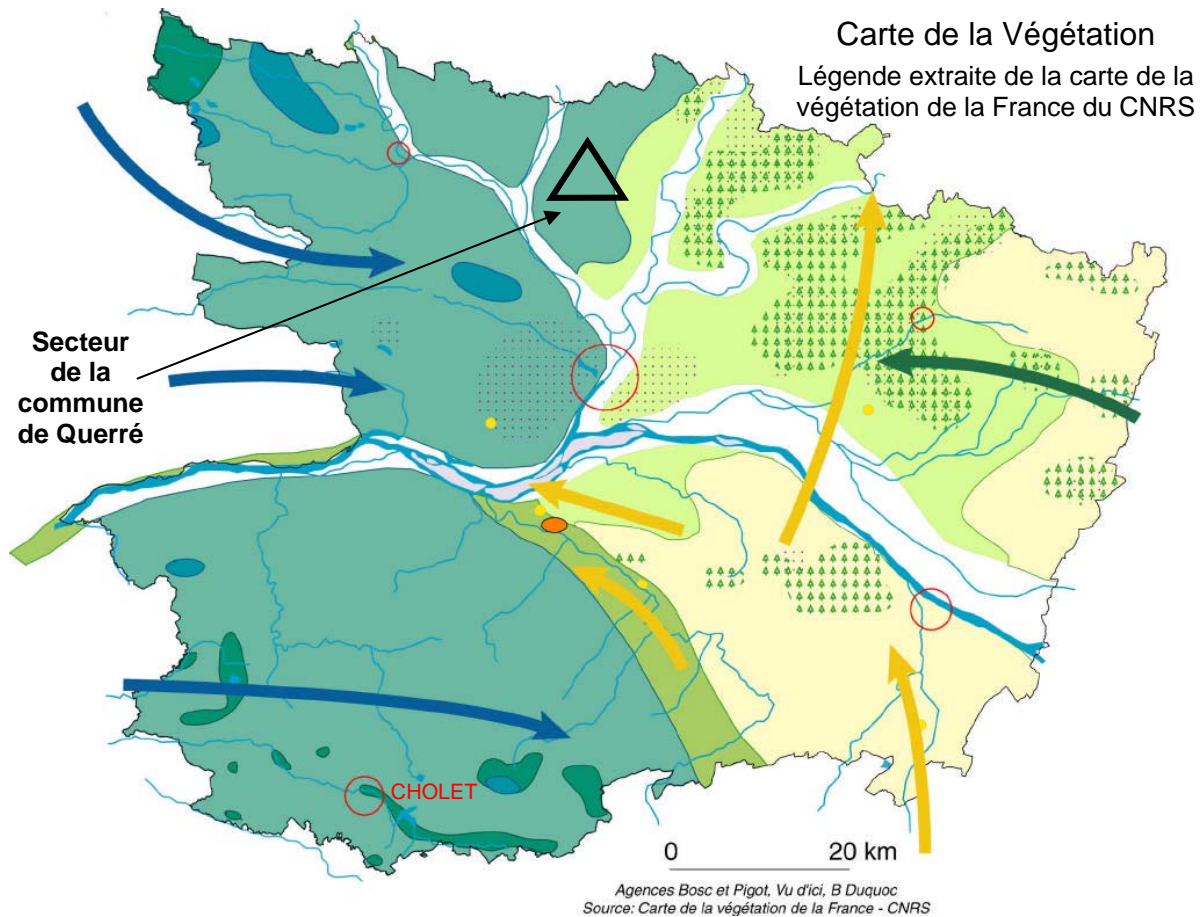 Carte de la Végétation
Légende extraite de la carte de la
végétation de la France du CNRS
Secteur
de la
commune
de Querré
CHOLET
0 20 km
Agences Bosc et Pigot, Vu d'ici, B Duquoc
Source: Carte de la végétation de la France - CNRS